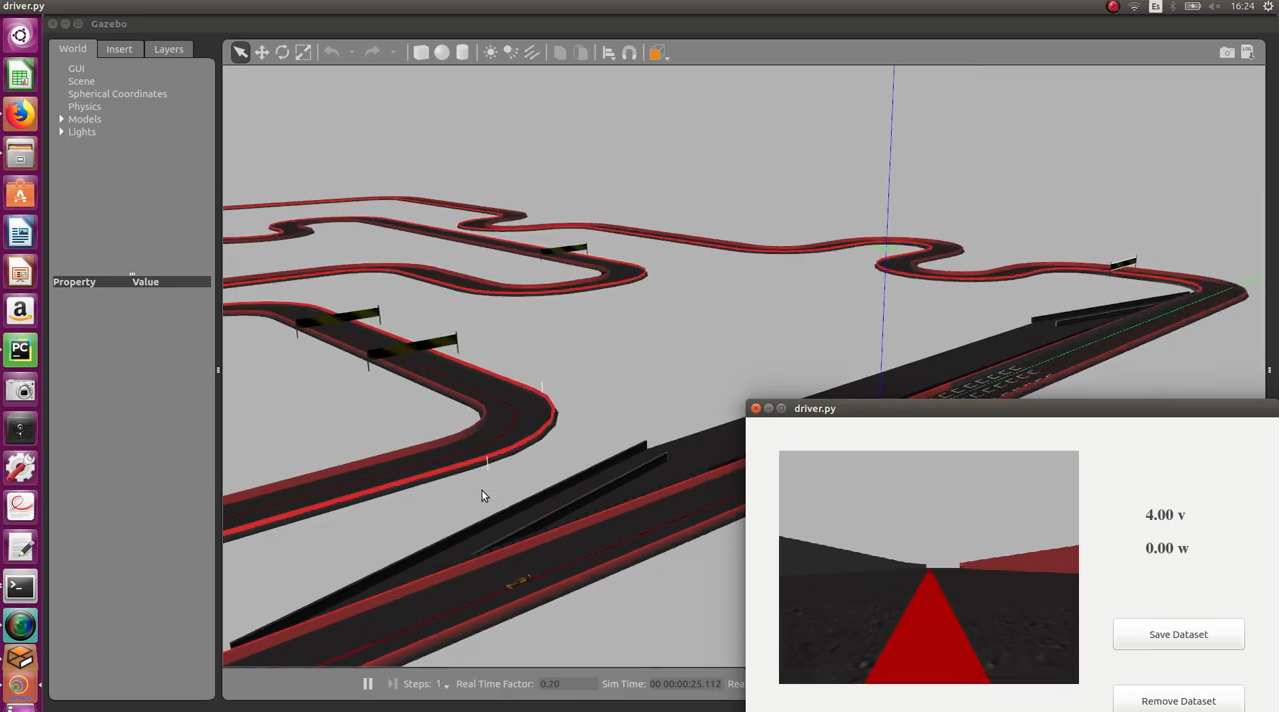 driver.py
Es
16:24
Gazebo
World
Insert
Layers
GUI
Scene
Spherical Coordinates
Physics
Models
Lights
Property
Value
PC
a
driver.py
4.00 v
0.00 w
Save Dataset
Remove Dataset
Steps: 1
Real Time Factor:
0.20
Sim Time:
00 00:00:25.112
Rea